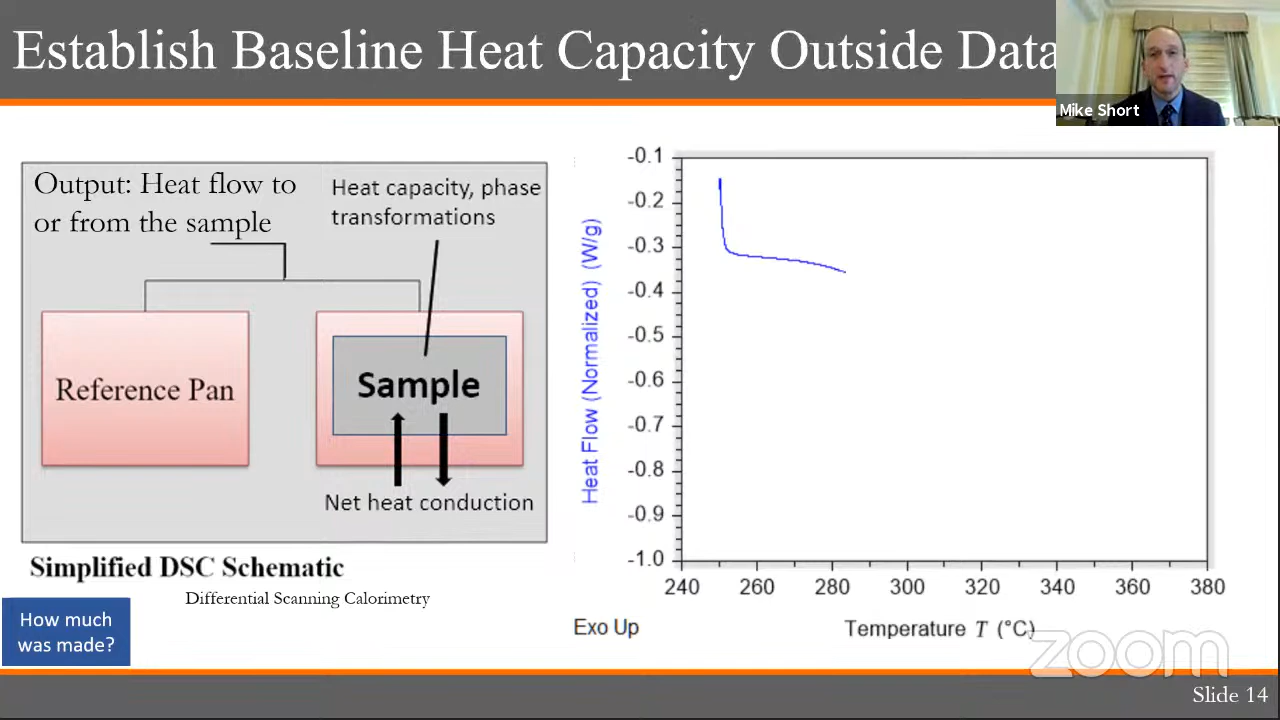 Establish Baseline Heat Capacity Outside Data
Mike Short
Output: Heat flow to
or from the sample
Heat capacity, phase
transformations
Reference Pan
Sample
Net heat conduction
Simplified DSC Schematic
Differential Scanning Calorimetry
How much
was made?
Heat Flow (Normalized) (W/g)
-0.1
-0.2
-0.3
-0.4
-0.5
-0.6
-0.7
-0.8
-0.9
-1.0
240 260 280 300 320 340 360 380
Exo Up
Temperature T (°C)
zoom
Slide 14